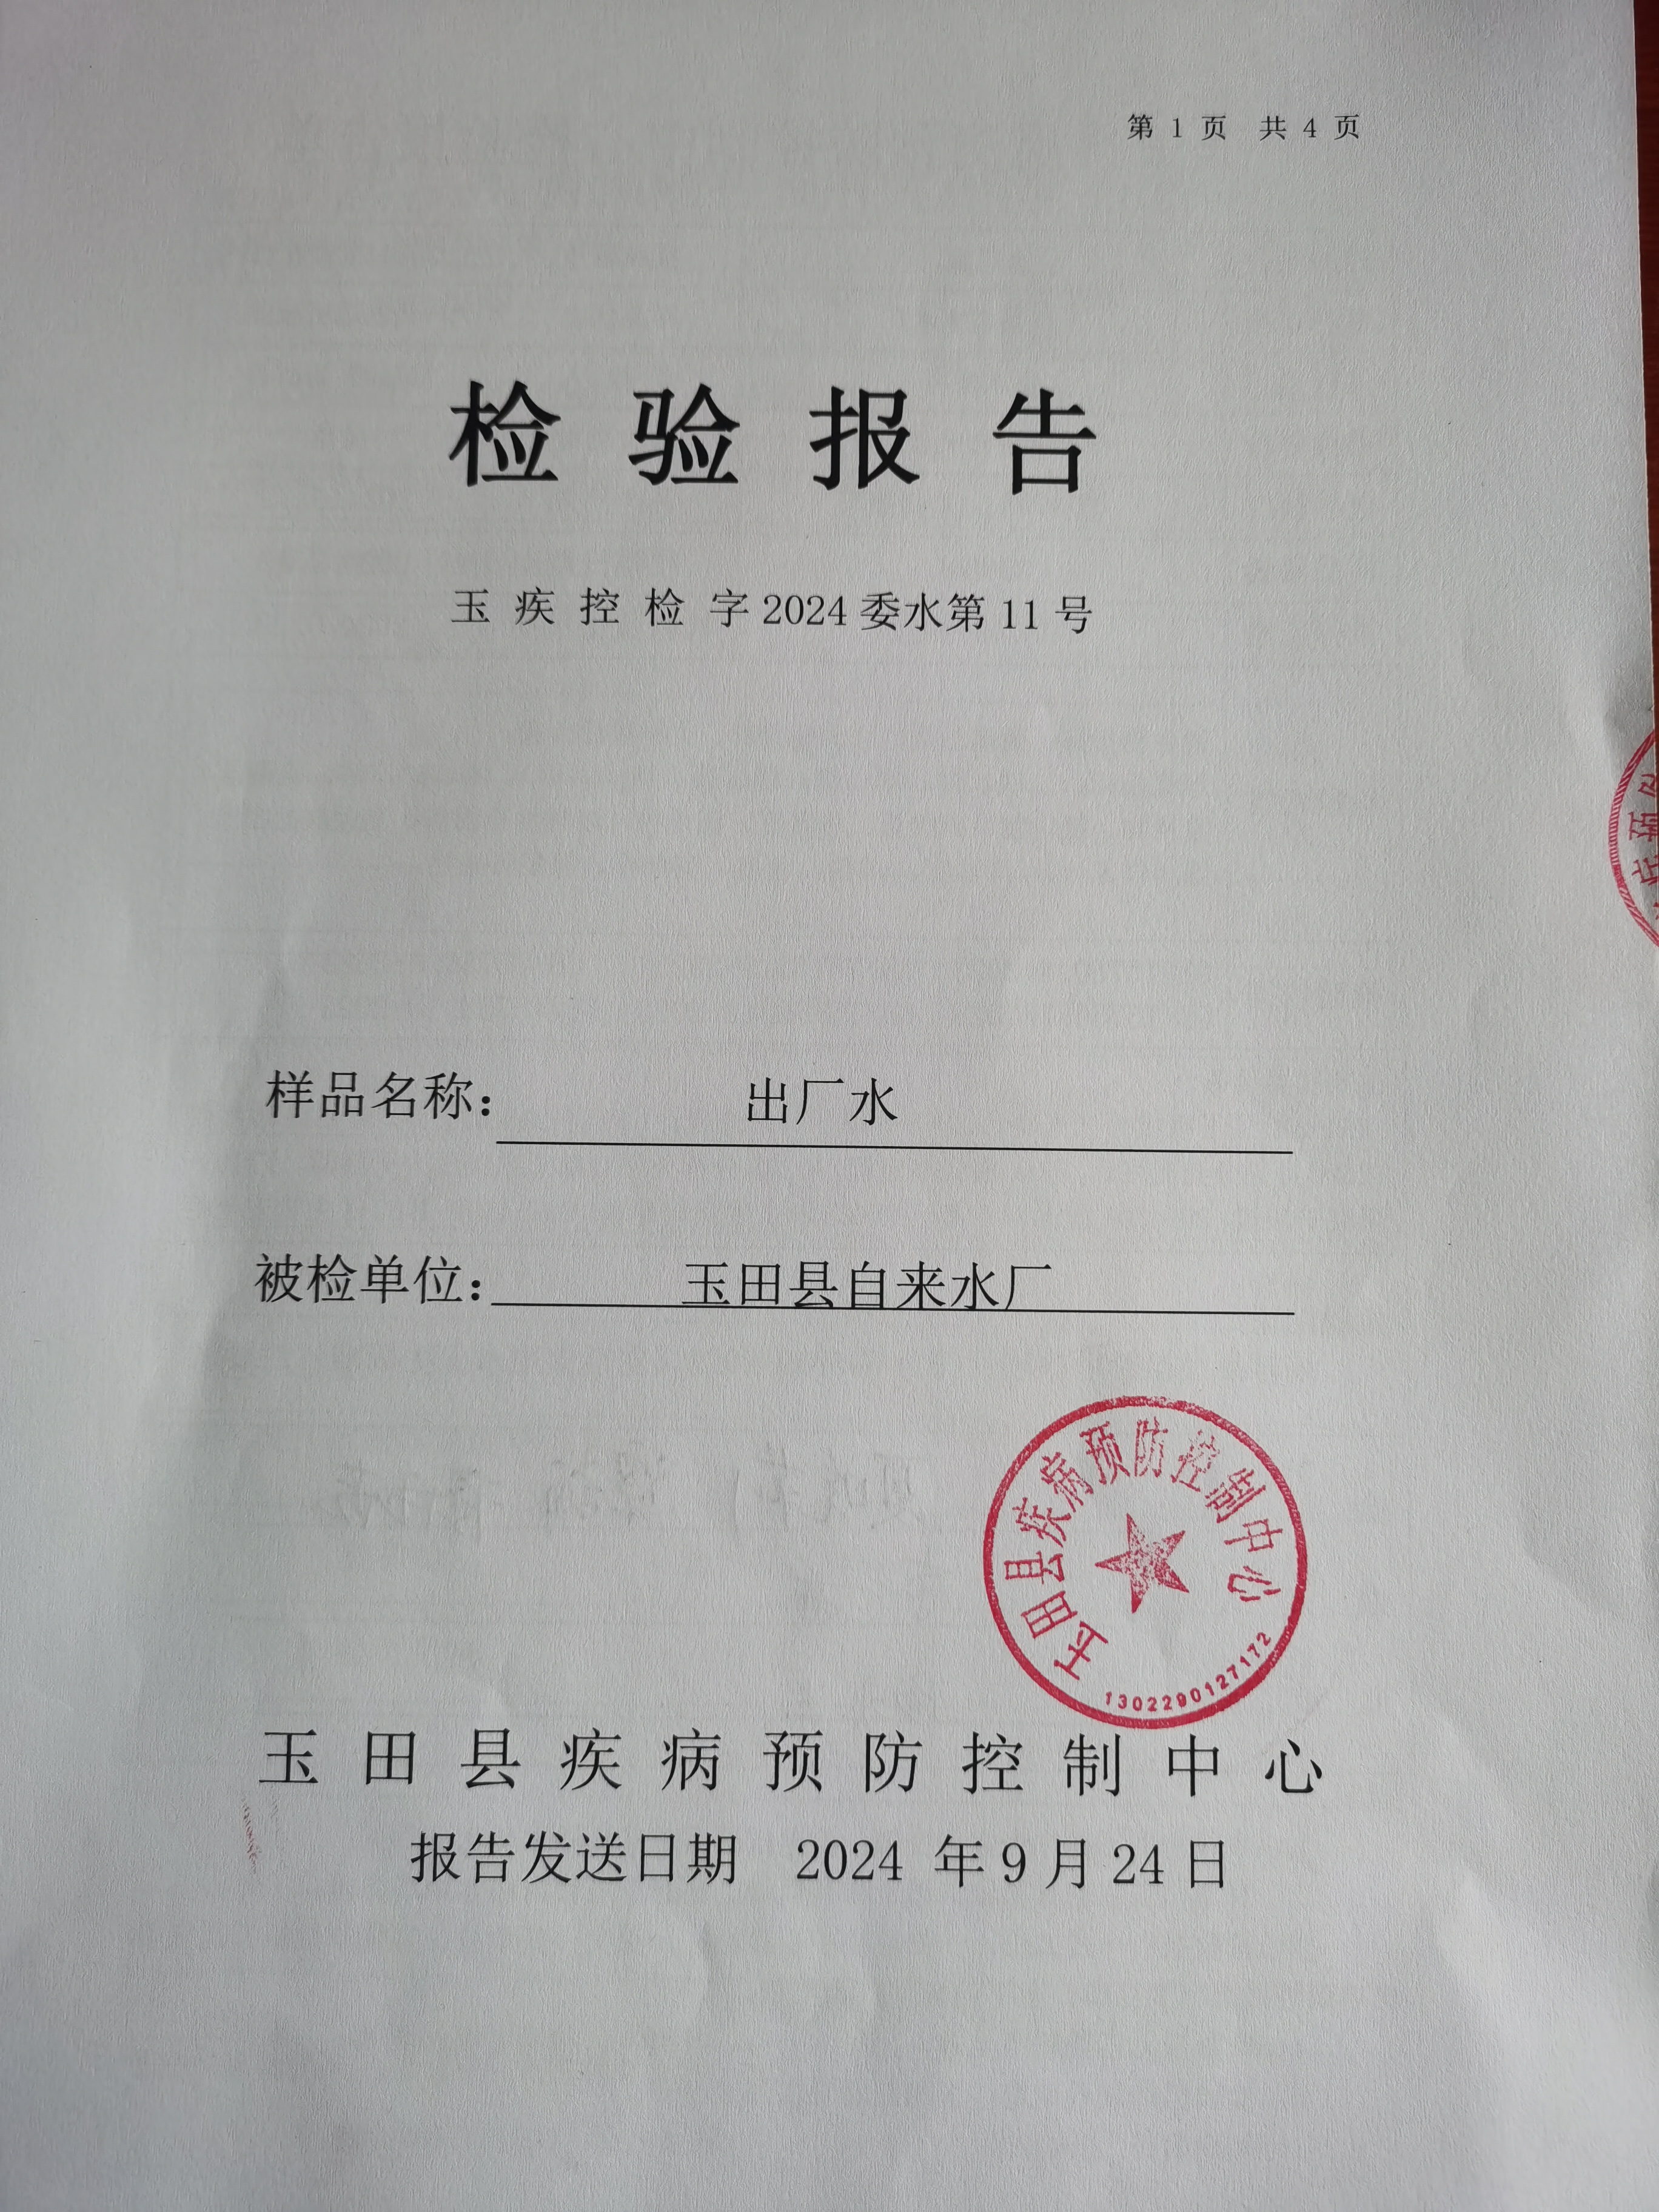 第 1 页 共 4 页
检 验 报 告
玉 疾 控 检 字 2024 委水第 11 号
样品名称： 出厂水
被检单位： 玉田县自来水厂
玉田县疾病预防控制中心
1302290127172
玉 田 县 疾 病 预 防 控 制 中 心
报告发送日期 2024 年 9 月 24 日